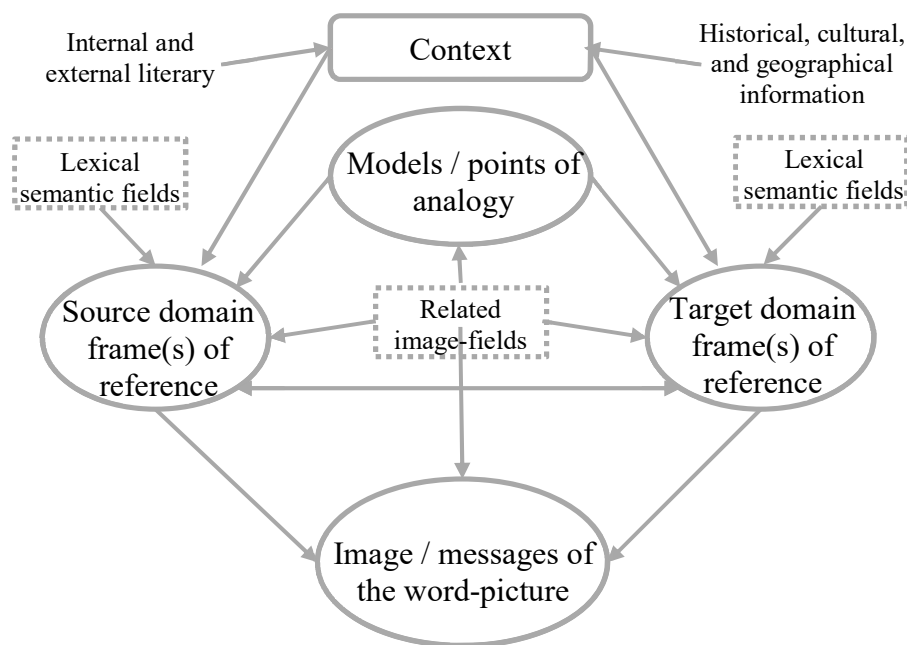 Internal and
external literary
Context
Historical, cultural,
and geographical
information
Lexical
semantic fields
Models / points of
analogy
Lexical
semantic fields
Source domain
frame(s) of
reference
Related
image-fields
Target domain
frame(s) of
reference
Image / messages of
the word-picture